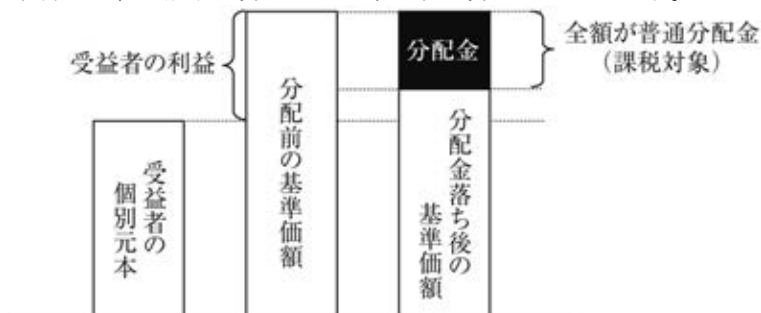 受益者の利益
分配金
全額が普通分配金
（課税対象）
受益者の
個別元本
分配前の基準価額
分配金落ち後の
基準価額